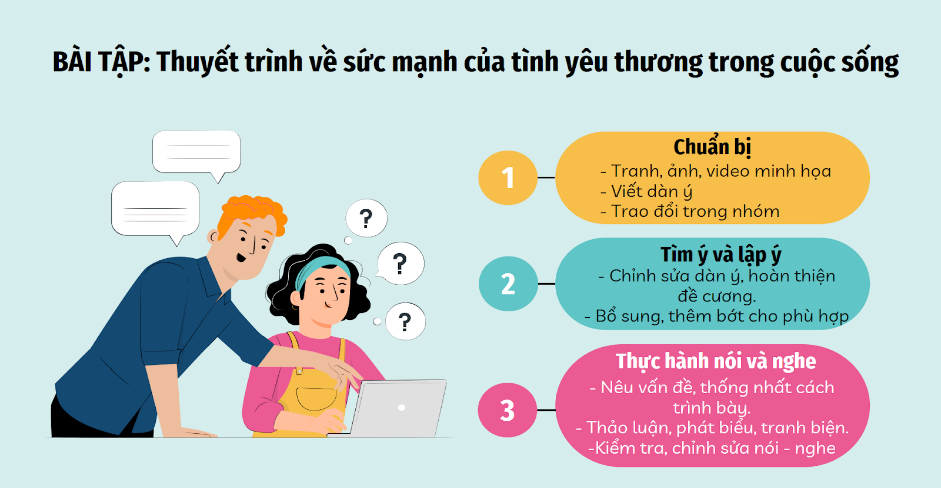 BÀI TẬP: Thuyết trình về sức mạnh của tình yêu thương trong cuộc sống
1
Chuẩn bị
- Tranh, ảnh, video minh họa
- Viết dàn ý
- Trao đổi trong nhóm
?
?
?
2
Tìm ý và lập ý
- Chỉnh sửa dàn ý, hoàn thiện
đề cương.
- Bổ sung, thêm bớt cho phù hợp
3
Thực hành nói và nghe
- Nêu vấn đề, thống nhất cách
trình bày.
- Thảo luận, phát biểu, tranh biện.
-Kiểm tra, chỉnh sửa nói - nghe